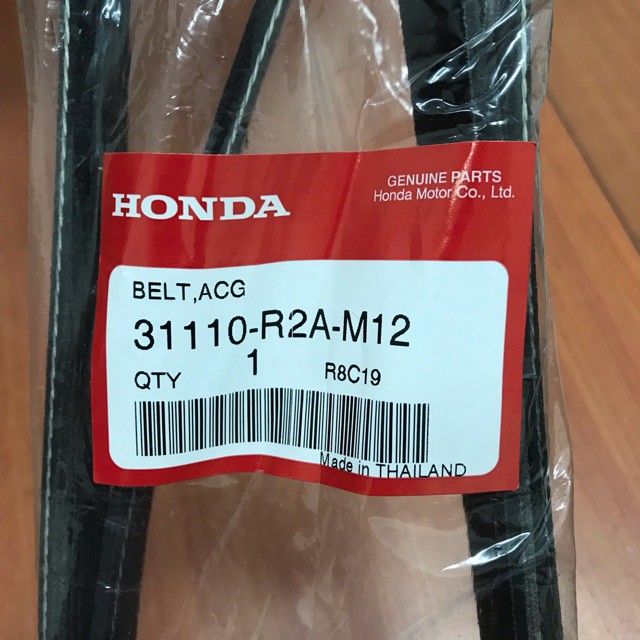 HONDA
GENUINE PARTS
Honda Motor Co., Ltd.
BELT,ACG
31110-R2A-M12
QTY 1 R8C19
Made in THAILAND